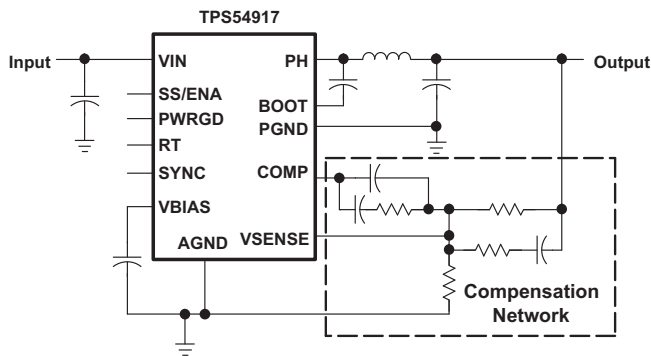 TPS54917
Input
VIN
PH
Output
SS/ENA
BOOT
PWRGD
PGND
RT
SYNC
COMP
VBIAS
AGND
VSENSE
Compensation
Network